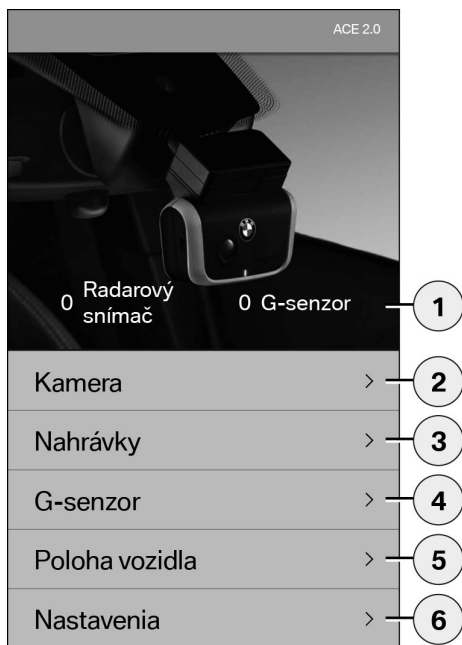 ACE 2.0
0 Radarový snímač 0 G-senzor 1
Kamera > 2
Nahrávky > 3
G-senzor > 4
Poloha vozidla > 5
Nastavenia > 6